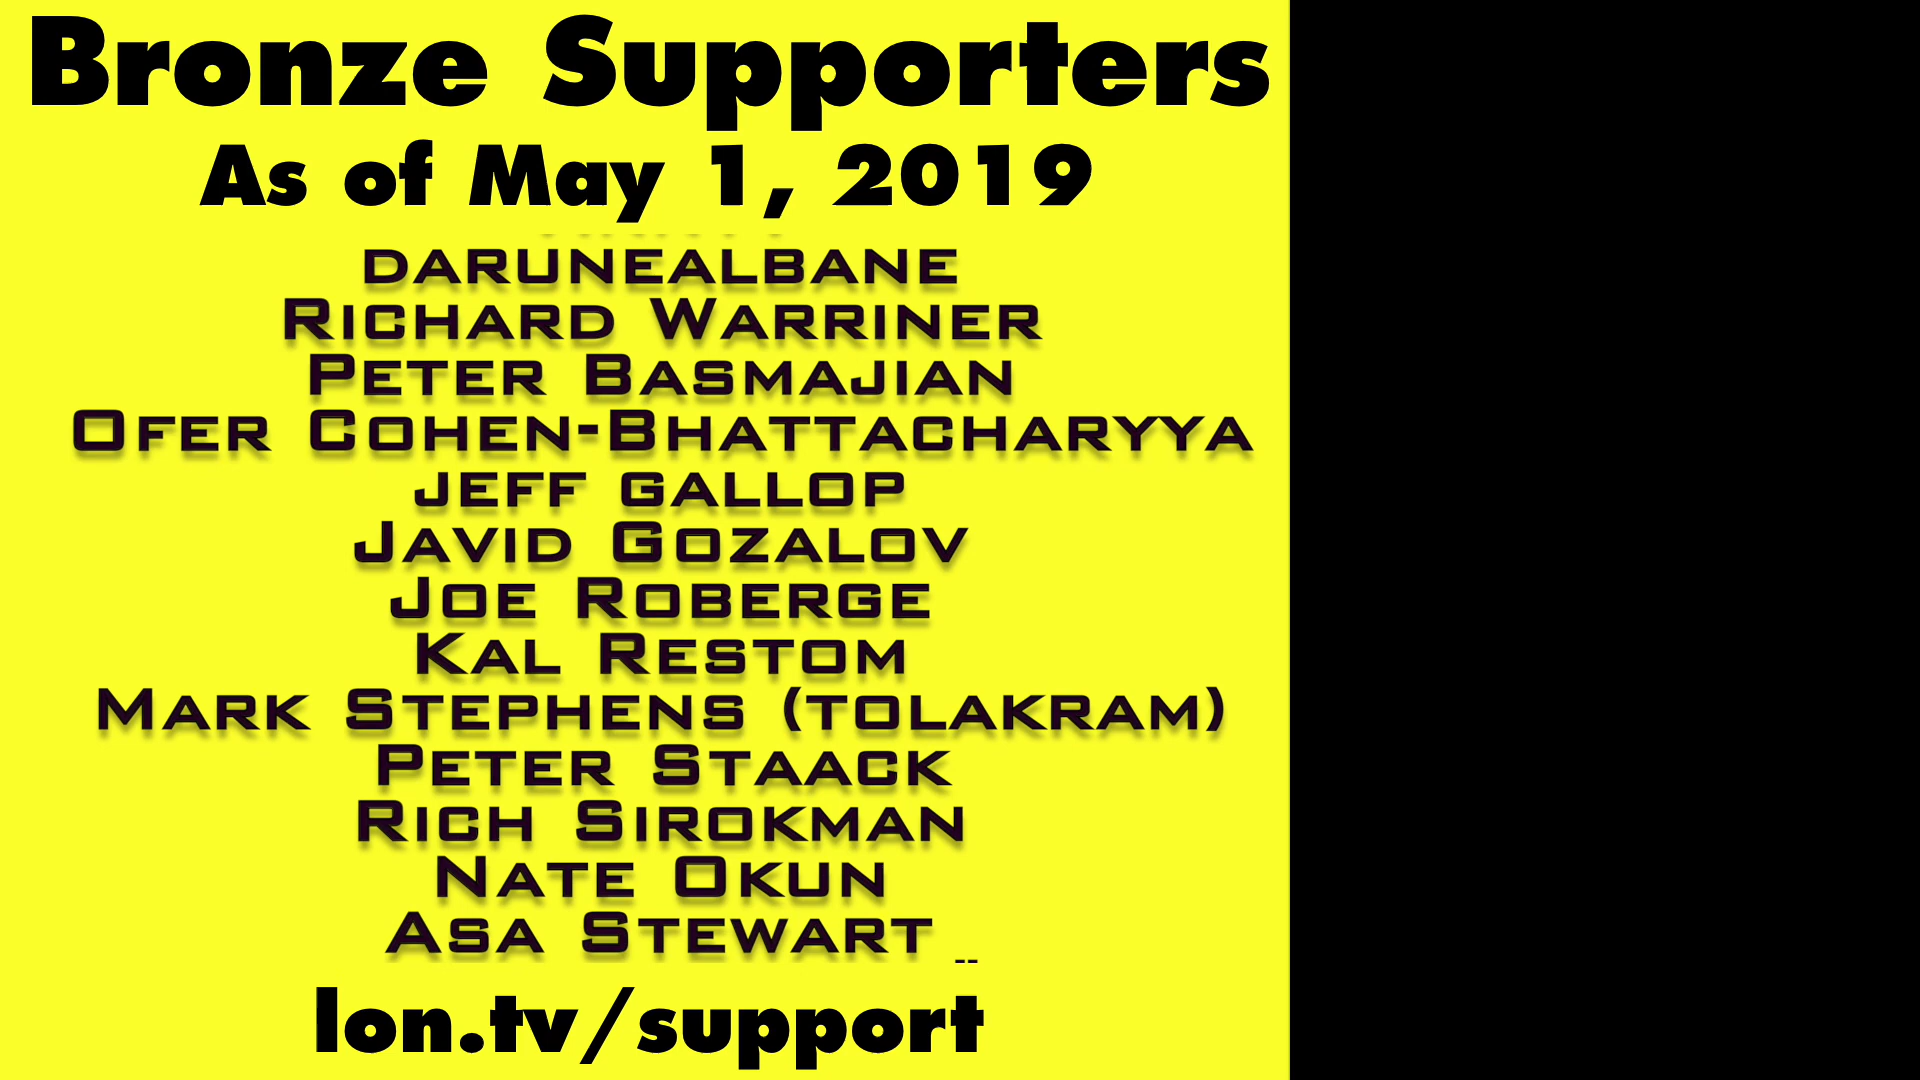 Bronze Supporters
As of May 1, 2019
DARUNEALBANE
RICHARD WARRINER
PETER BASMAJIAN
OFER COHEN-BHATTACHARYYA
JEFF GALLOP
JAVID GOZALOV
JOE ROBERGE
KAL RESTOM
MARK STEPHENS (TOLAKRAM)
PETER STAACK
RICH SIROKMAN
NATE OKUN
ASA STEWART
lon.tv/support